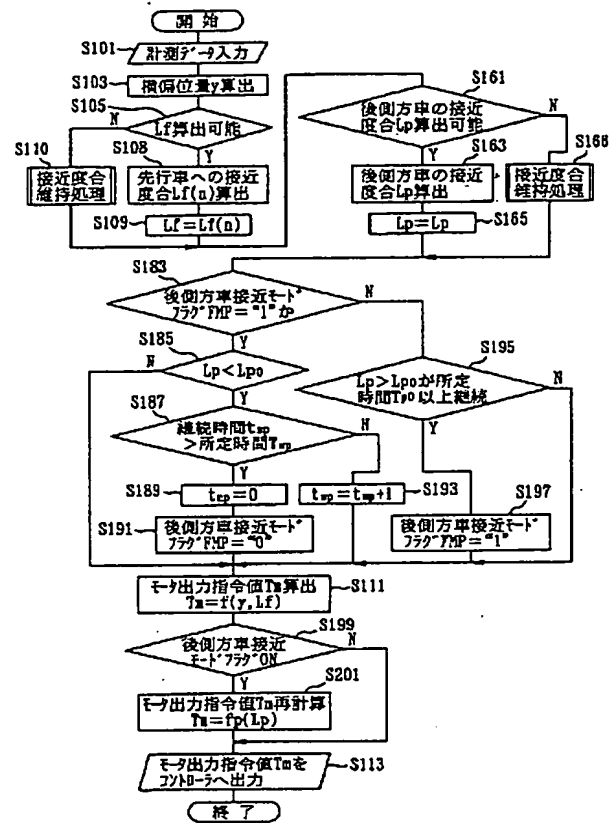 開始
S101
計測データ入力
S103
横偏位量y算出
S105
Lf算出可能
N
Y
S110
接近度合
維持処理
S108
先行車への接近
度合Lf(n)算出
S109
Lf=Lf(n)
S161
後側方車の接近
度合Lp算出可能
N
Y
S163
後側方車の接近
度合Lp算出
S166
接近度合
維持処理
Lp=Lp
S165
S183
後側方車接近モード
フラグFMP="1"か
N
Y
S185
N
Lp<Lpo
Y
S187
継続時間tmp
>所定時間Tmp
N
Y
S189
tmp=0
S191
後側方車接近モード
フラグFMP="0"
tmp=tmp+1
S193
S195
Lp>Lpoが所定
時間Tpo以上継続
N
Y
S197
後側方車接近モード
フラグFMP="1"
モータ出力指令値Tm算出
Tm=f(y,Lf)
S111
S199
後側方車接近
モードフラグON
N
Y
S201
モータ出力指令値Tm再計算
Tm=fp(Lp)
モータ出力指令値Tmを
コントローラへ出力
S113
終了